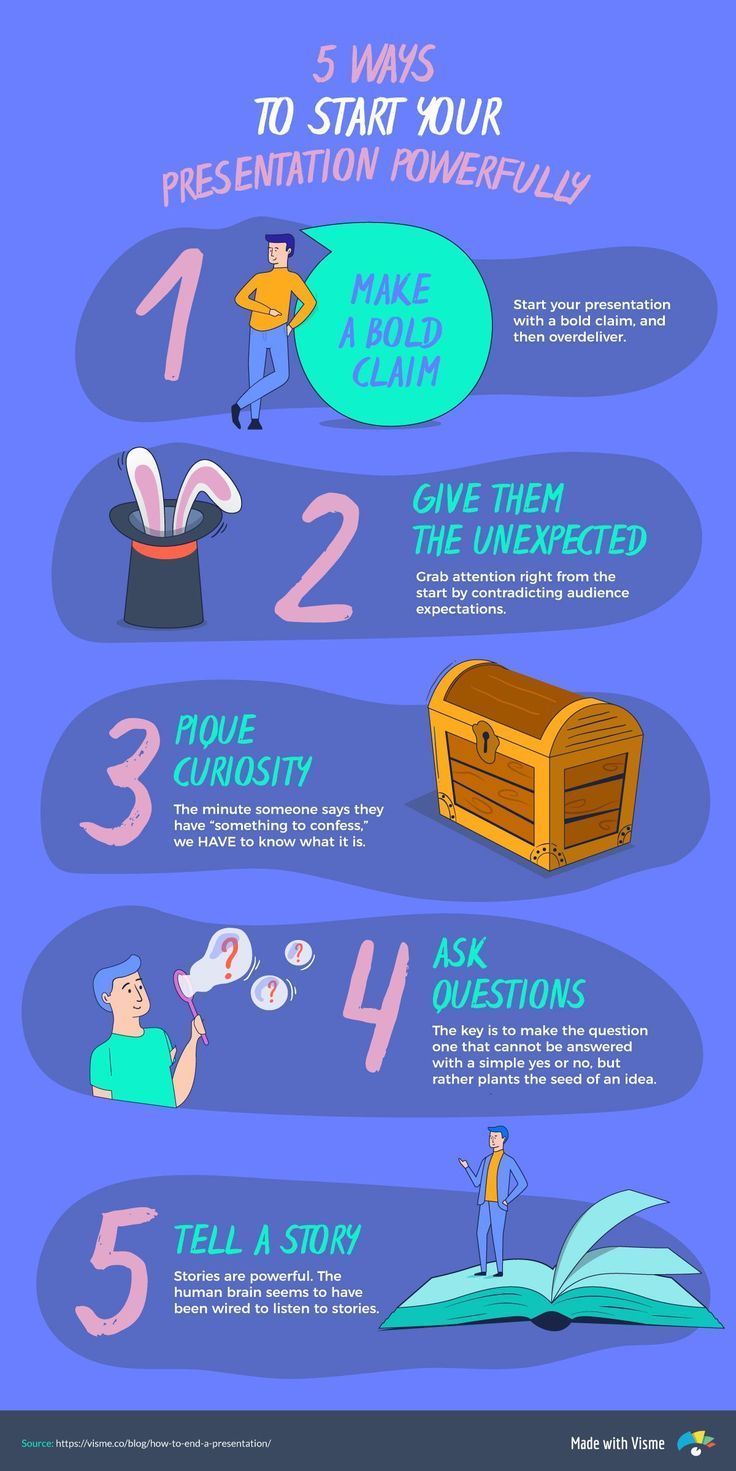 5 WAYS
TO START YOUR
PRESENTATION POWERFULLY
1
MAKE
A BOLD
CLAIM
Start your presentation
with a bold claim, and
then overdeliver.
2
GIVE THEM
THE UNEXPECTED
Grab attention right from the
start by contradicting audience
expectations.
3
PIQUE
CURIOSITY
The minute someone says they
have “something to confess,”
we HAVE to know what it is.
?
?
?
4
ASK
QUESTIONS
The key is to make the question
one that cannot be answered
with a simple yes or no, but
rather plants the seed of an idea.
5
TELL A STORY
Stories are powerful. The
human brain seems to have
been wired to listen to stories.
Source: https://visme.co/blog/how-to-end-a-presentation/
Made with Visme